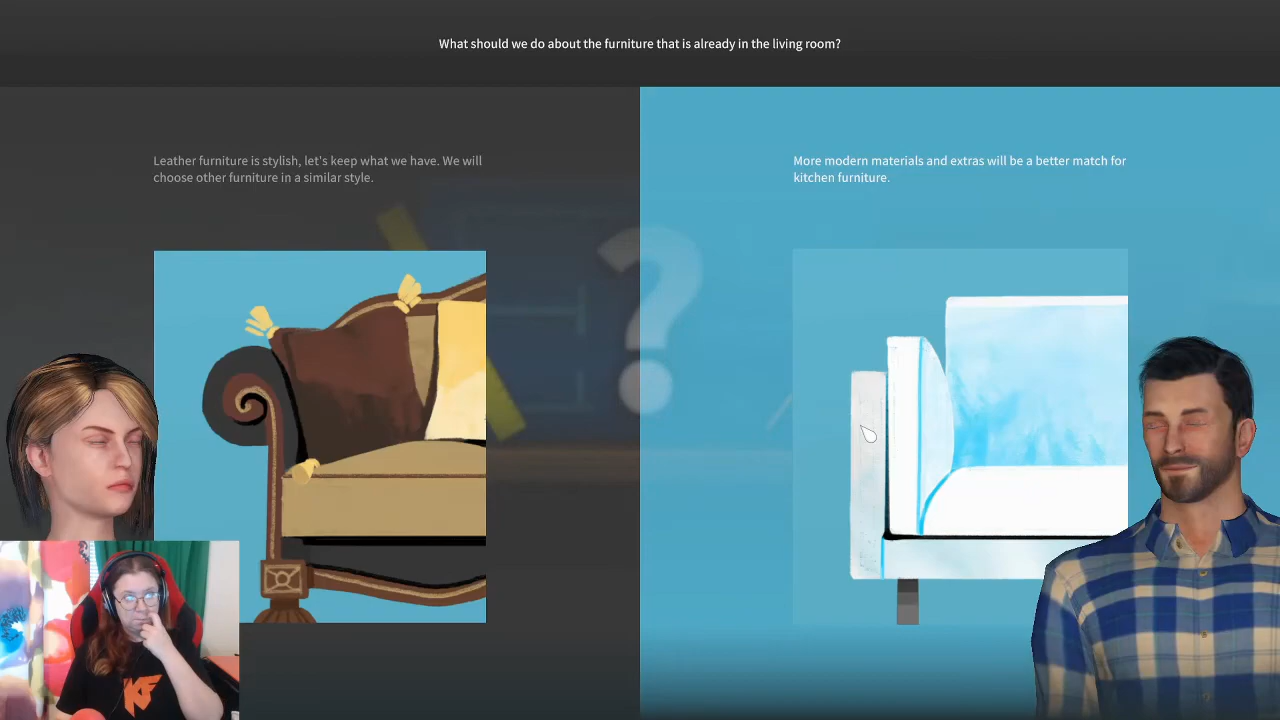 What should we do about the furniture that is already in the living room?
Leather furniture is stylish, let's keep what we have. We will
choose other furniture in a similar style.
More modern materials and extras will be a better match for
kitchen furniture.
?
KF